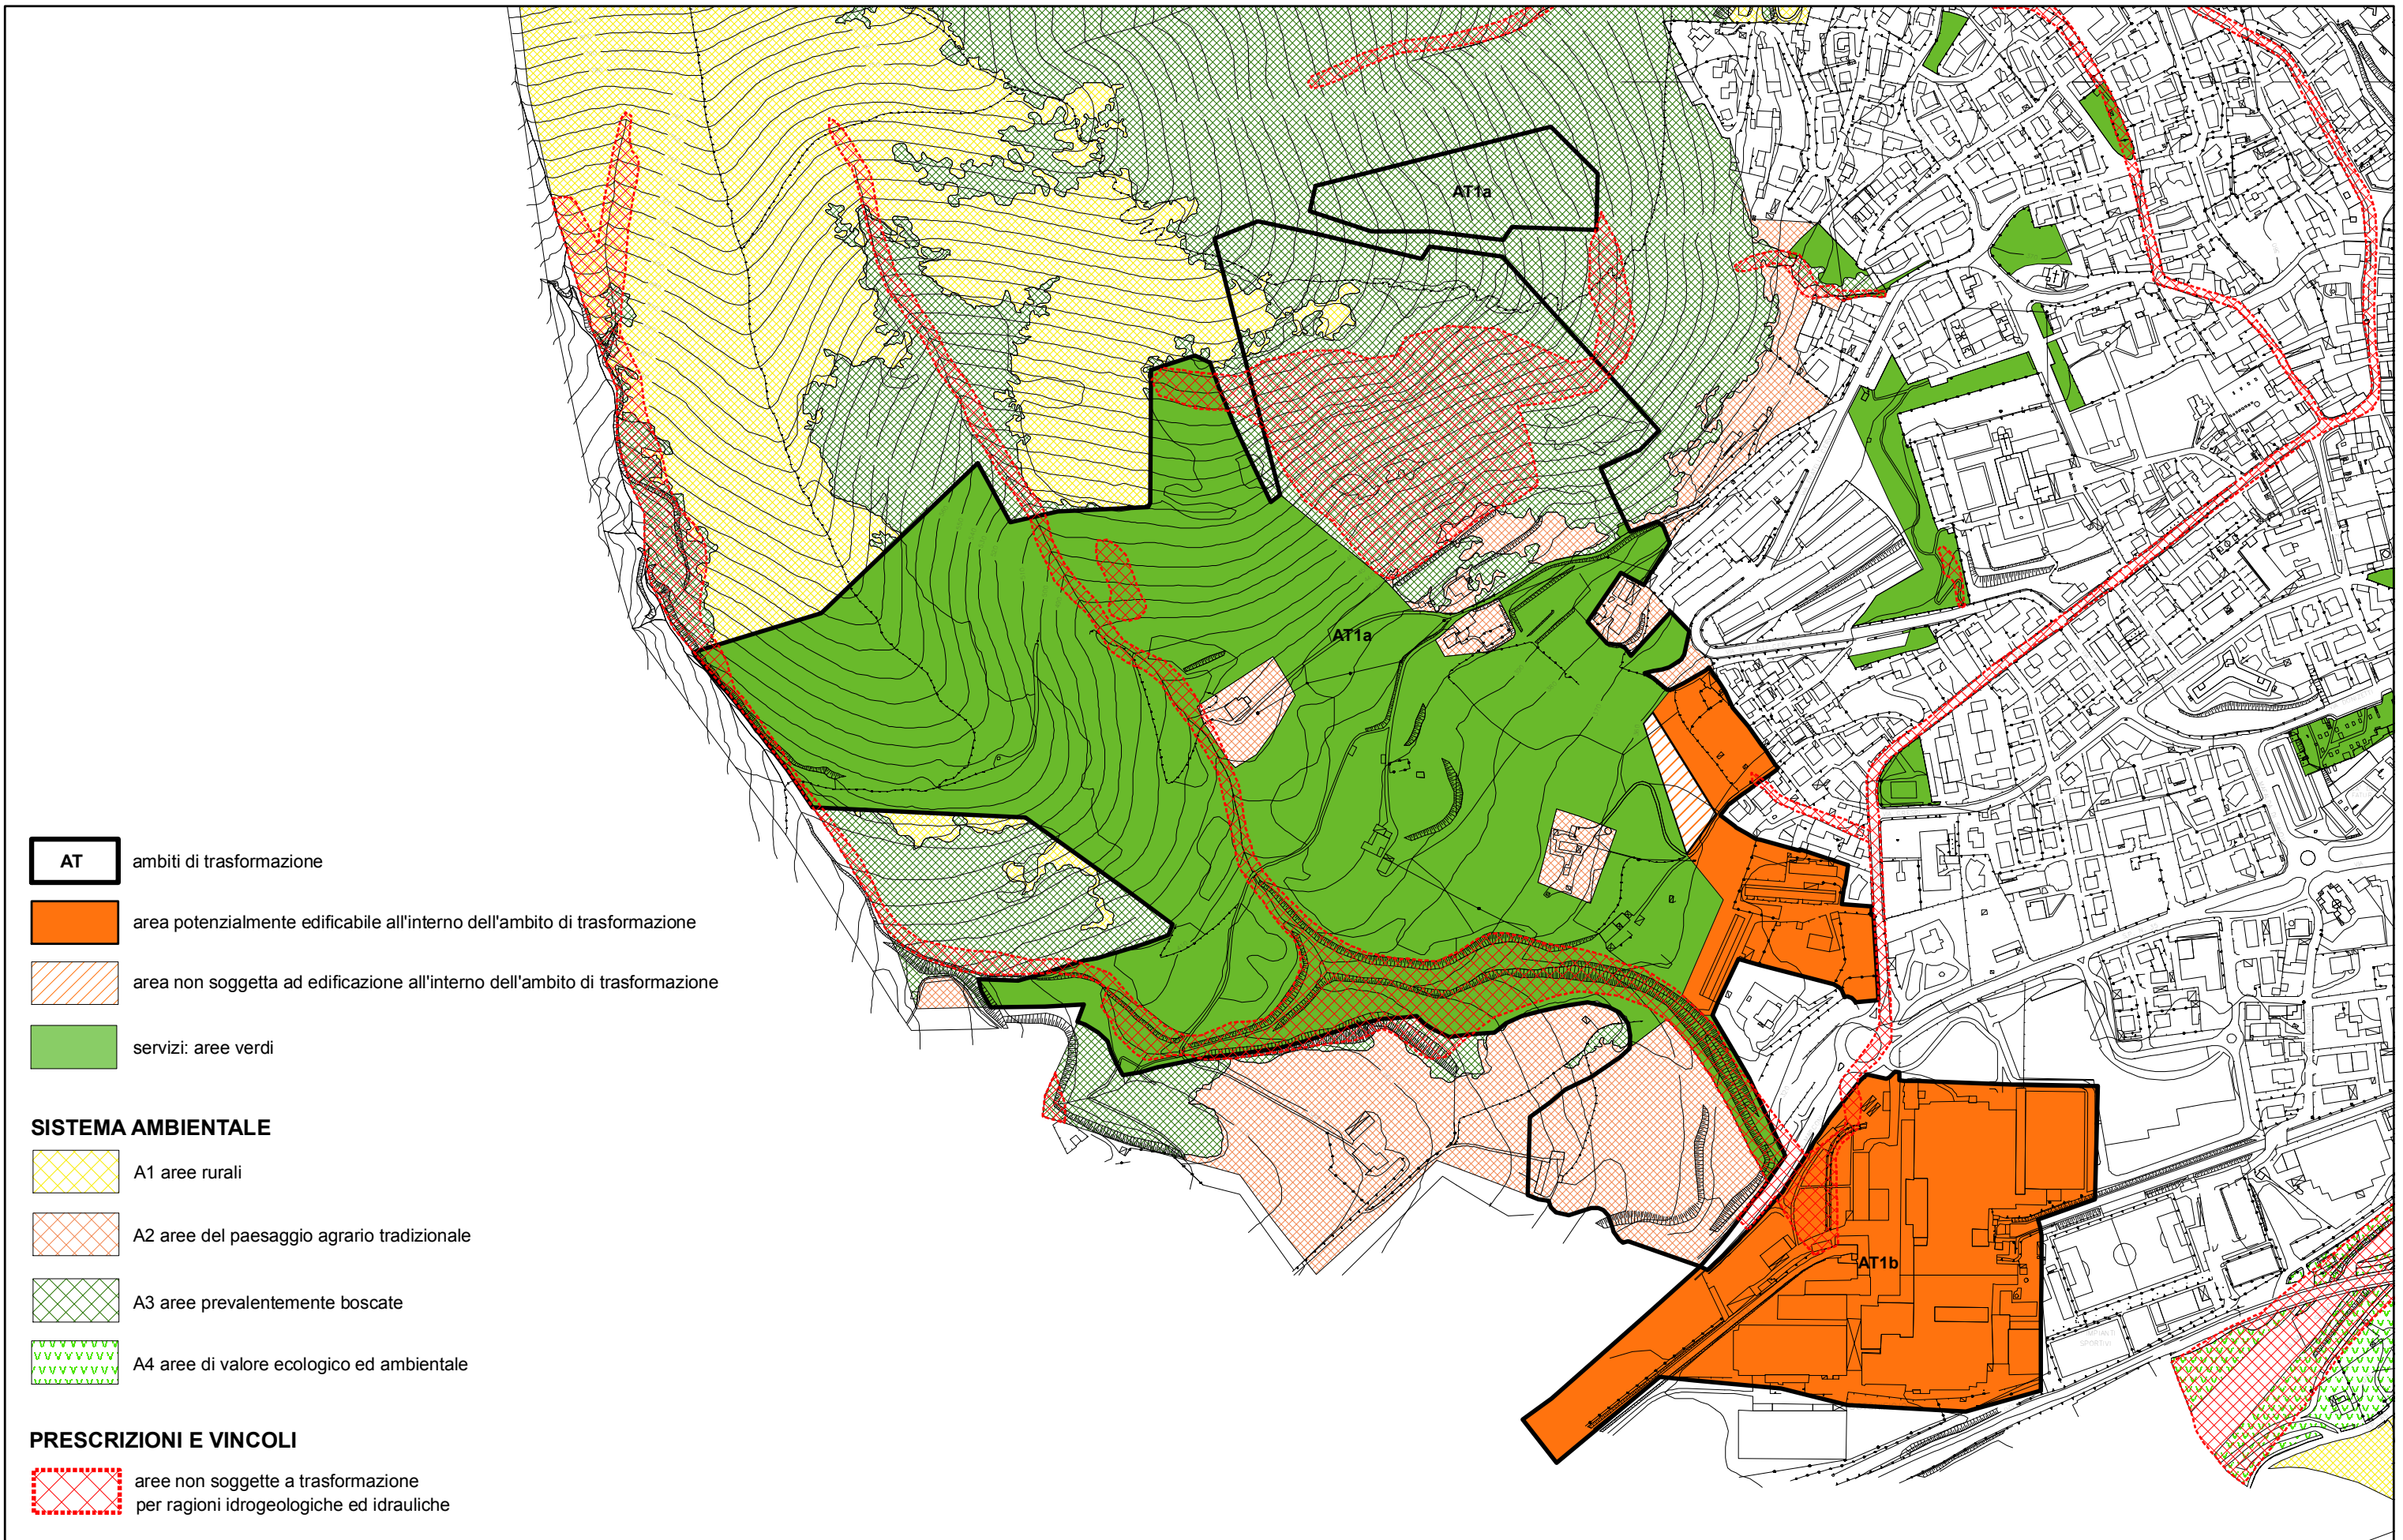 AT1a
AT1a
AT1b
IMPIANTI
SPORTIVI
AT
ambiti di trasformazione
area potenzialmente edificabile all'interno dell'ambito di trasformazione
area non soggetta ad edificazione all'interno dell'ambito di trasformazione
servizi: aree verdi
SISTEMA AMBIENTALE
A1 aree rurali
A2 aree del paesaggio agrario tradizionale
A3 aree prevalentemente boscate
A4 aree di valore ecologico ed ambientale
PRESCRIZIONI E VINCOLI
aree non soggette a trasformazione
per ragioni idrogeologiche ed idrauliche